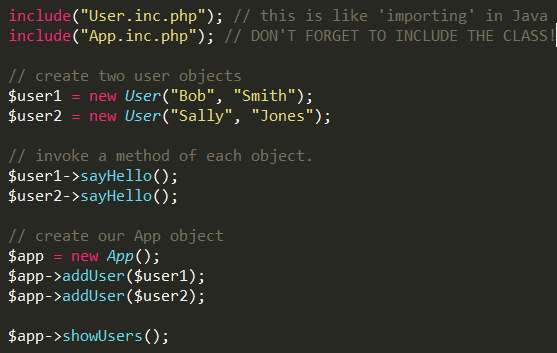 include("User.inc.php"); // this is like 'importing' in Java
include("App.inc.php"); // DON'T FORGET TO INCLUDE THE CLASS!
// create two user objects
$user1 = new User("Bob", "Smith");
$user2 = new User("Sally", "Jones");
// invoke a method of each object.
$user1->sayHello();
$user2->sayHello();
// create our App object
$app = new App();
$app->addUser($user1);
$app->addUser($user2);
$app->showUsers();